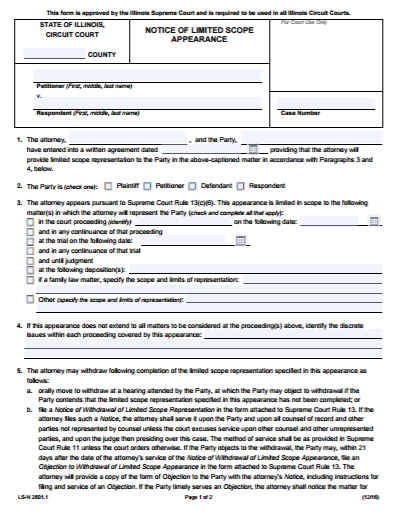 This form is approved by the Illinois Supreme Court and is required to be used in all Illinois Circuit Courts.
STATE OF ILLINOIS,
CIRCUIT COURT
COUNTY
NOTICE OF LIMITED SCOPE
APPEARANCE
For Court Use Only
Petitioner (First, middle, last name)
v.
Respondent (First, middle, last name)
Case Number
1. The attorney, , and the Party,
have entered into a written agreement dated providing that the attorney will
provide limited scope representation to the Party in the above-captioned matter in accordance with Paragraphs 3 and
4, below.
2. The Party is (check one): Plaintiff Petitioner Defendant Respondent
3. The attorney appears pursuant to Supreme Court Rule 13(c)(6). This appearance is limited in scope to the following
matter(s) in which the attorney will represent the Party (check and complete all that apply):
in the court proceeding (identify) on the following date:
and in any continuance of that proceeding
at the trial on the following date:
and in any continuance of that trial
and until judgment
at the following deposition(s):
if a family law matter, specify the scope and limits of representation:
Other (specify the scope and limits of representation):
4. If this appearance does not extend to all matters to be considered at the proceeding(s) above, identify the discrete
issues within each proceeding covered by this appearance:
5. The attorney may withdraw following completion of the limited scope representation specified in this appearance as
follows:
a. orally move to withdraw at a hearing attended by the Party, at which the Party may object to withdrawal if the
Party contends that the limited scope representation specified in this appearance has not been completed; or
b. file a Notice of Withdrawal of Limited Scope Representation in the form attached to Supreme Court Rule 13. If the
attorney files such a Notice, the attorney shall serve it upon the Party and upon all counsel of record and other
parties not represented by counsel unless the court excuses service upon other counsel and other unrepresented
parties, and upon the judge then presiding over this case. The method of service shall be as provided in Supreme
Court Rule 11 unless the court orders otherwise. If the Party objects to the withdrawal, the Party may, within 21
days after the date of the attorney's service of the Notice of Withdrawal of Limited Scope Appearance, file an
Objection to Withdrawal of Limited Scope Appearance in the form attached to Supreme Court Rule 13. The
attorney will provide a copy of the form of Objection to the Party with the attorney's Notice, including instructions for
filing and service of an Objection. If the Party timely serves an Objection, the attorney shall notice the matter for
LS-N 2801.1
Page 1 of 2
(12/16)